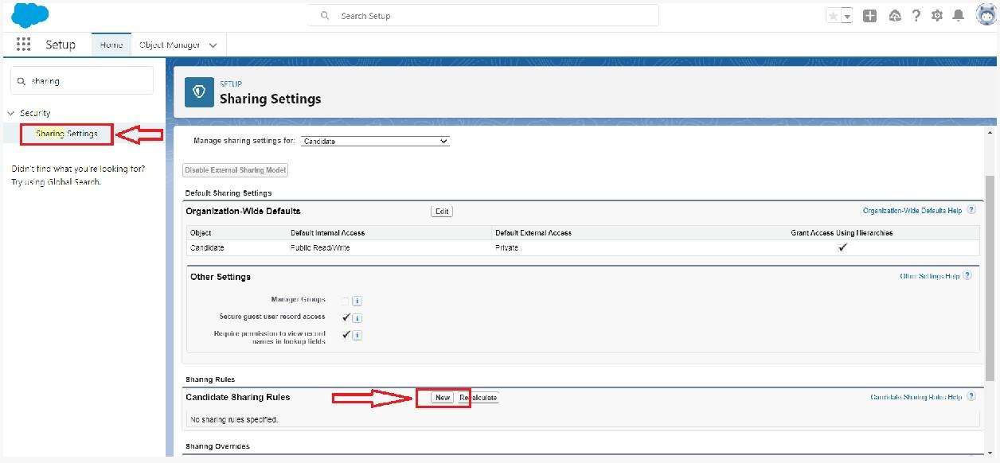 Search Setup
Setup Home Object Manager
sharing
Security
Sharing Settings
Didn't find what you're looking for?
Try using Global Search.
SETUP
Sharing Settings
Manage sharing settings for: Candidate
Disable External Sharing Model
Default Sharing Settings
Organization-Wide Defaults Edit Organization-Wide Defaults Help ?
Object Default Internal Access Default External Access Grant Access Using Hierarchies
Candidate Public Read/Write Private
Other Settings Other Settings Help ?
Manager Groups i
Secure guest user record access i
Require permission to view record
names in lookup fields i
Sharing Rules
Candidate Sharing Rules New Recalculate Candidate Sharing Rules Help ?
No sharing rules specified.
Sharing Overrides